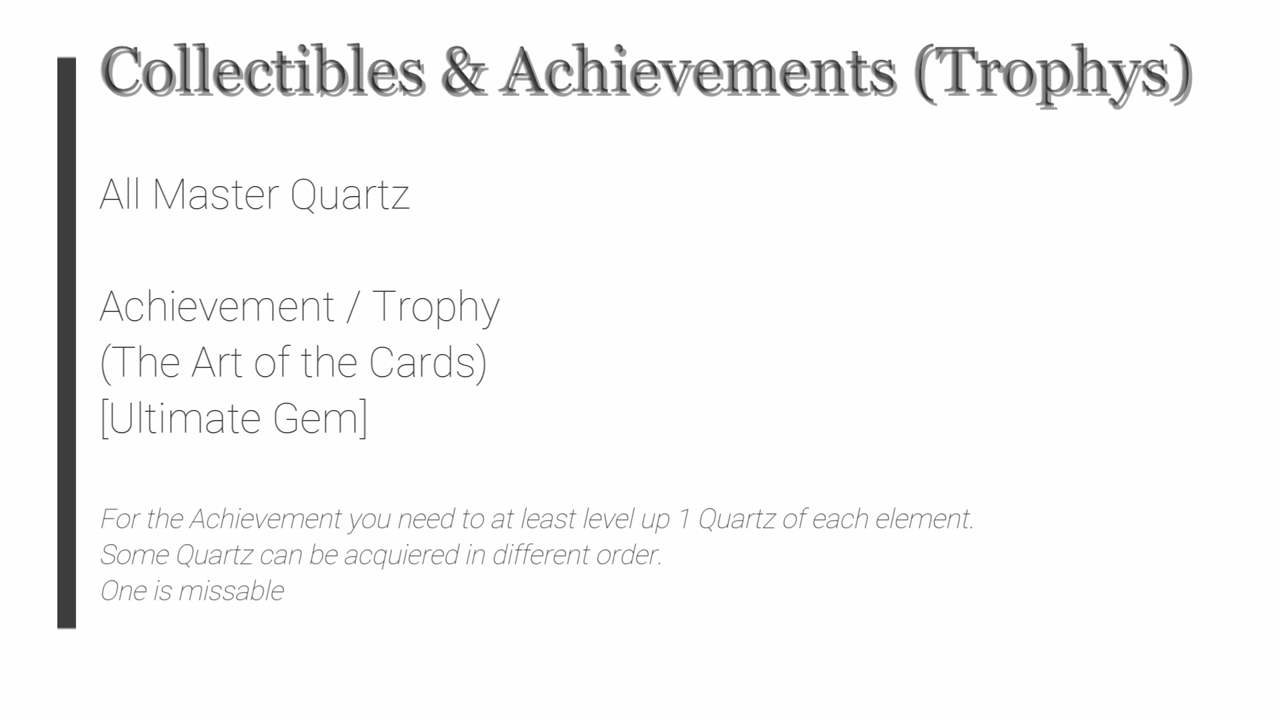 Collectibles & Achievements (Trophys)
All Master Quartz
Achievement / Trophy
(The Art of the Cards)
[Ultimate Gem]
For the Achievement you need to at least level up 1 Quartz of each element.
Some Quartz can be acquiered in different order.
One is missable